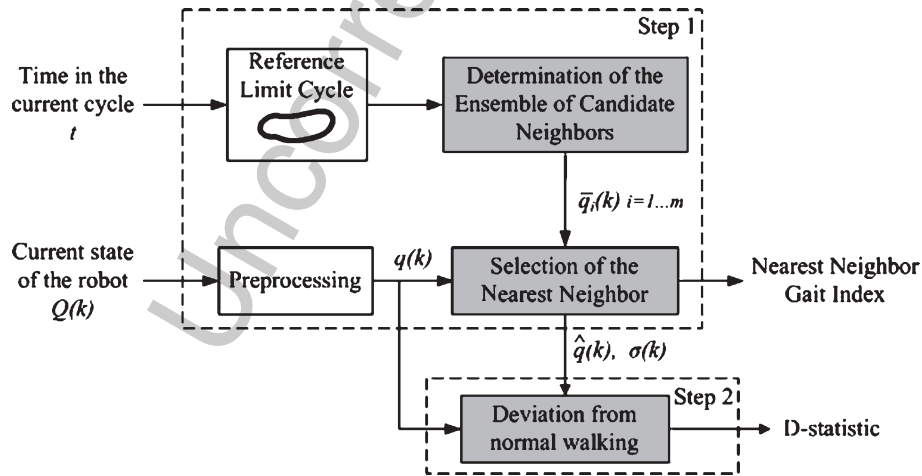 Step 1
Time in the
current cycle
t
Reference
Limit Cycle
Determination of the
Ensemble of Candidate
Neighbors
q̅ᵢ(k) i=1...m
Current state
of the robot
Q(k)
Preprocessing
q(k)
Selection of the
Nearest Neighbor
Nearest Neighbor
Gait Index
q̂(k), σ(k)
Step 2
Deviation from
normal walking
D-statistic
Uncorre